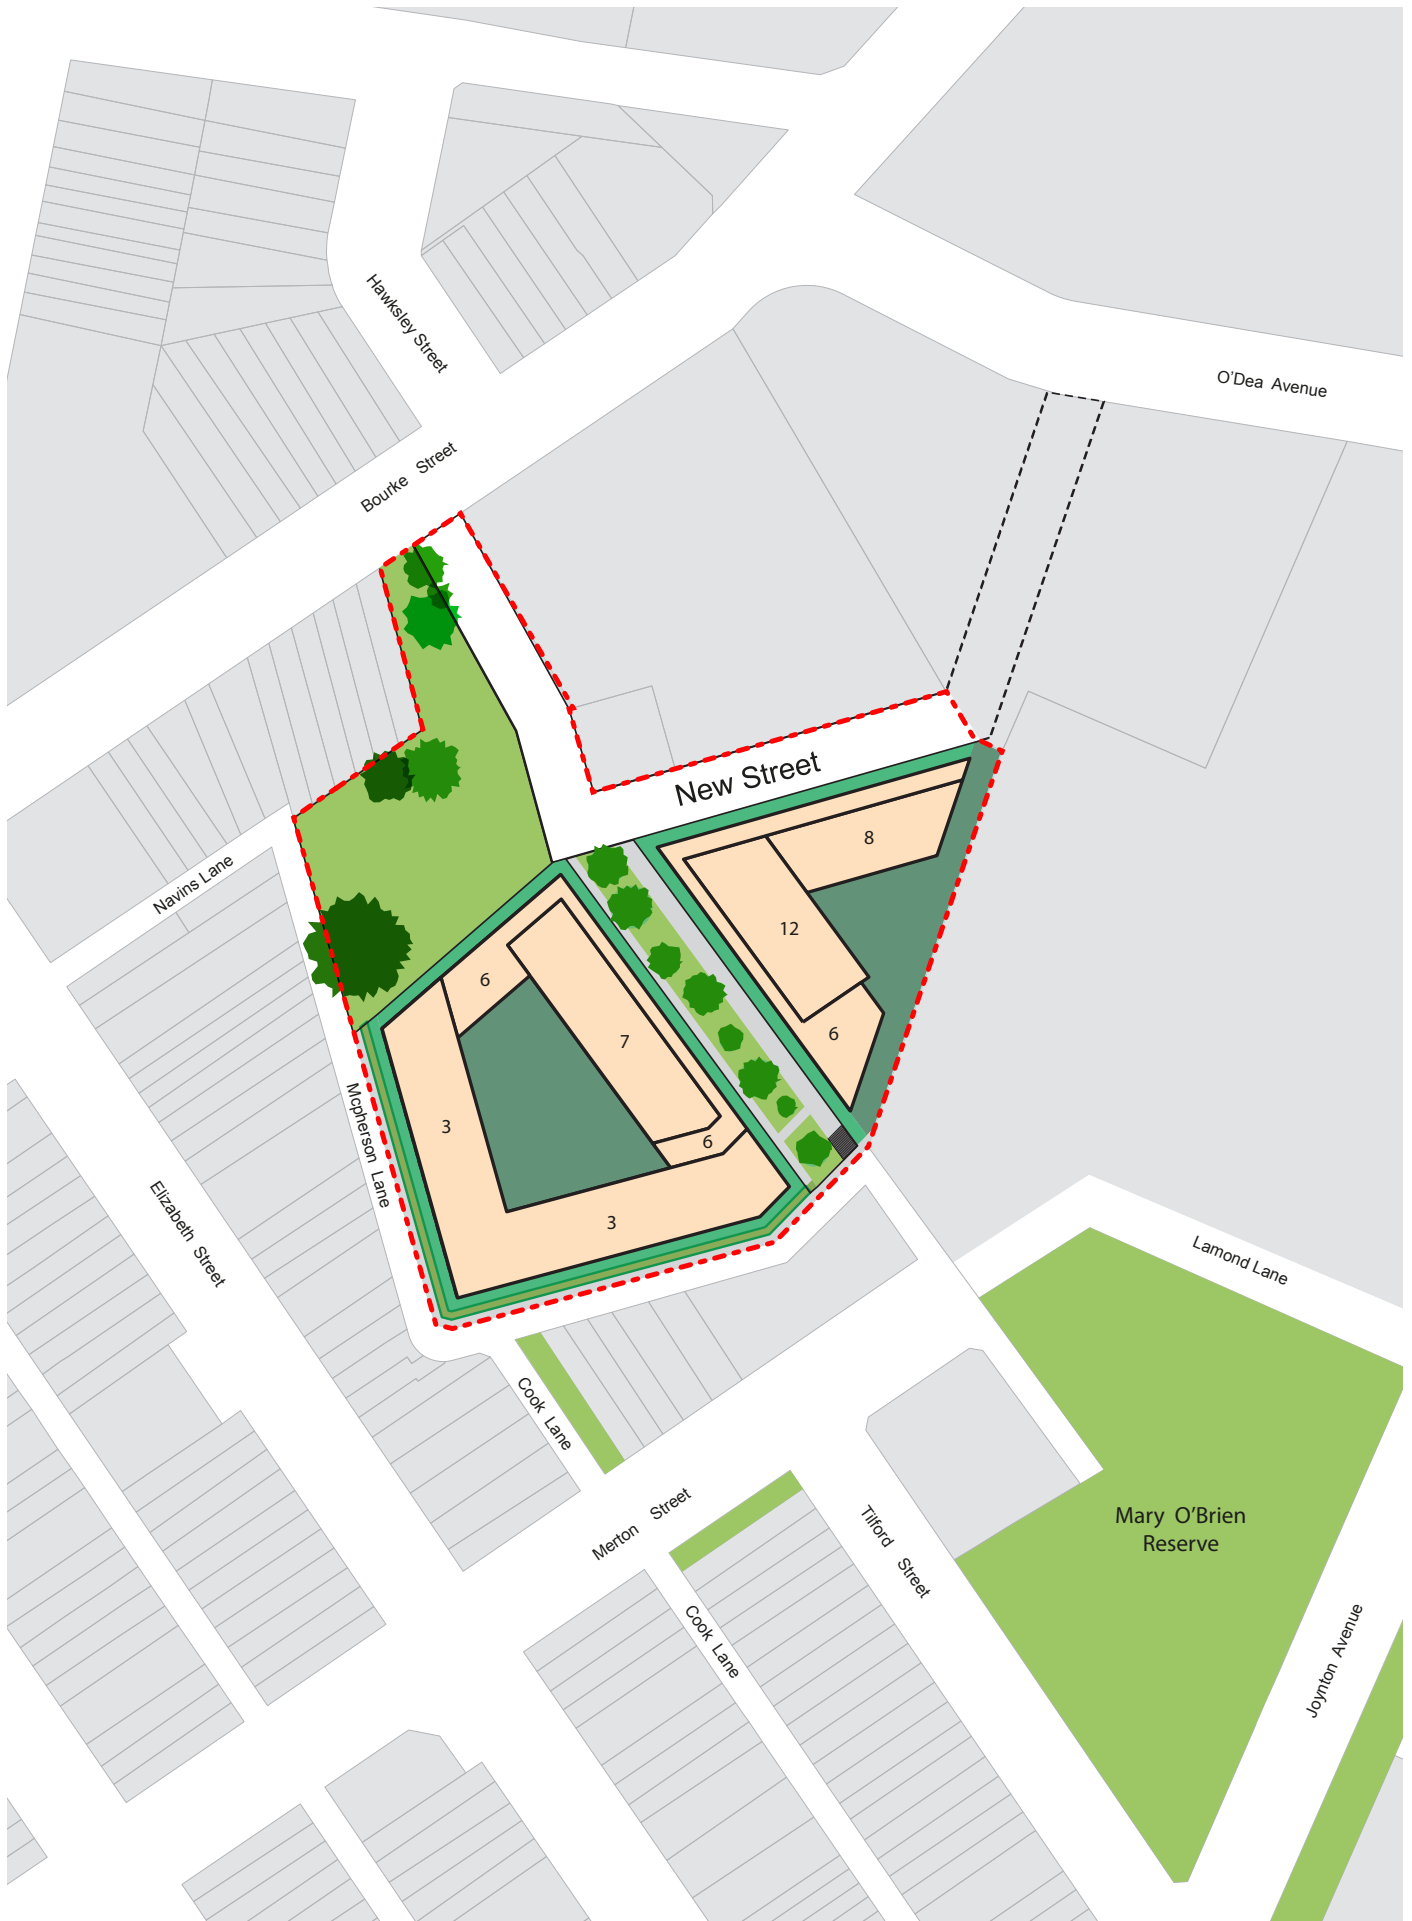 Hawksley Street
O'Dea Avenue
Bourke Street
New Street
8
Navins Lane
12
6
7
6
3
6
Mcpherson Lane
3
Elizabeth Street
Lamond Lane
Cook Lane
Merton Street
Tilford Street
Mary O'Brien
Reserve
Cook Lane
Joynton Avenue